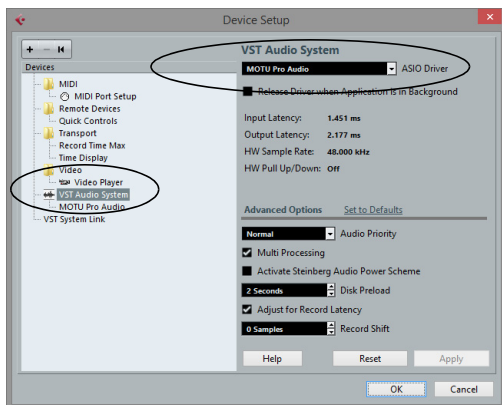 Device Setup
Devices
MIDI
MIDI Port Setup
Remote Devices
Quick Controls
Transport
Record Time Max
Time Display
Video
Video Player
VST Audio System
MOTU Pro Audio
VST System Link
VST Audio System
MOTU Pro Audio ASIO Driver
Release Driver when Application is in Background
Input Latency: 1.451 ms
Output Latency: 2.177 ms
HW Sample Rate: 48.000 kHz
HW Pull Up/Down: Off
Advanced Options Set to Defaults
Normal Audio Priority
Multi Processing
Activate Steinberg Audio Power Scheme
2 Seconds Disk Preload
Adjust for Record Latency
0 Samples Record Shift
Help Reset Apply
OK Cancel